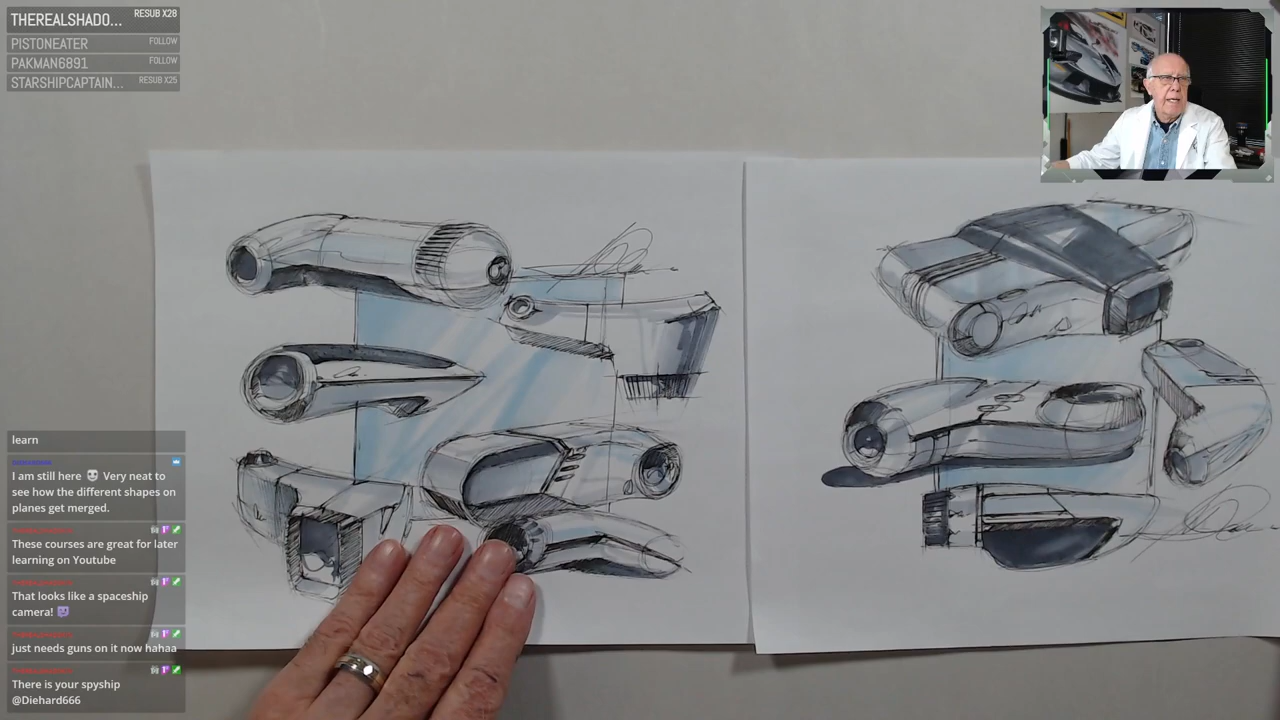 THEREALSHADO... RESUB X28
PISTONEATER FOLLOW
PAKMAN6891 FOLLOW
STARSHIPCAPTAIN... RESUB X25
learn
I am still here Very neat to
see how the different shapes on
planes get merged.
These courses are great for later
learning on Youtube
That looks like a spaceship
camera!
just needs guns on it now hahaa
There is your spyship
@Diehard666